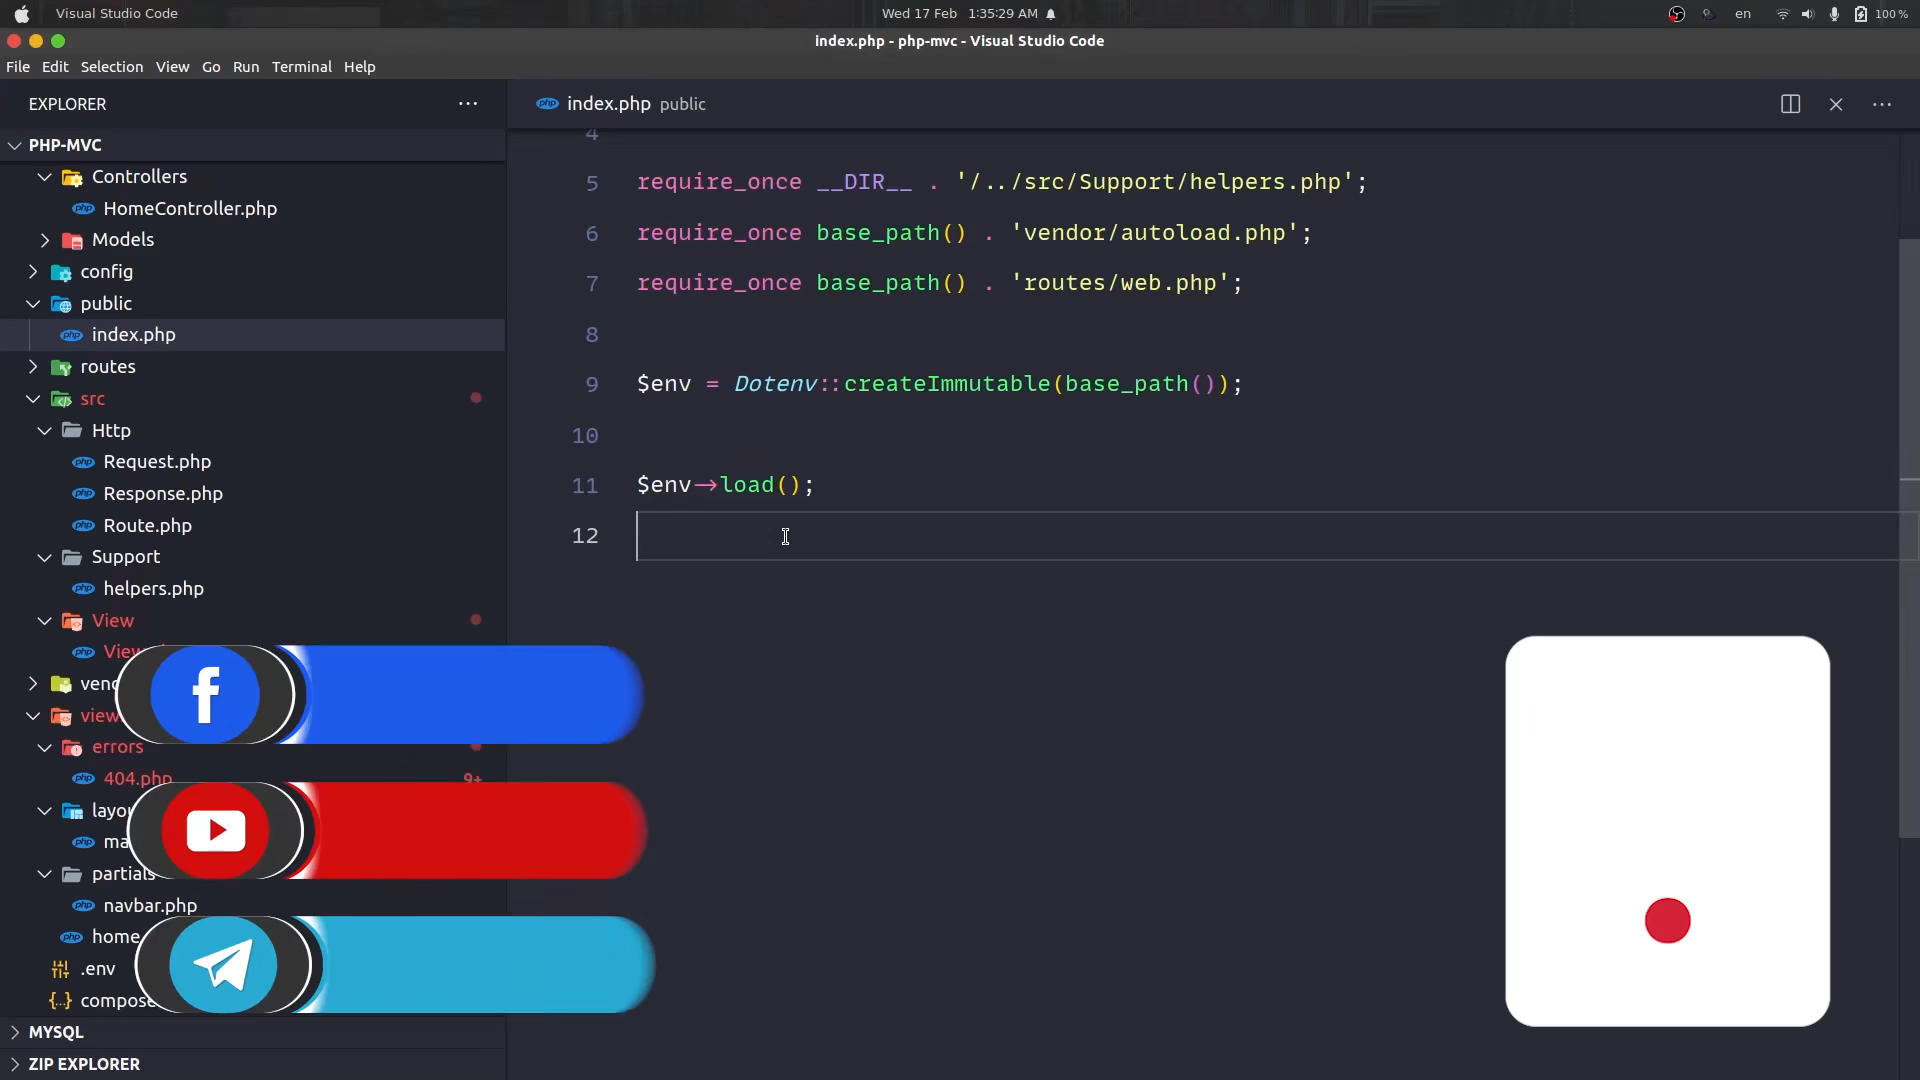 Visual Studio Code
Wed 17 Feb 1:35:29 AM
en
100 %
index.php - php-mvc - Visual Studio Code
File Edit Selection View Go Run Terminal Help
EXPLORER
index.php public
PHP-MVC
Controllers
HomeController.php
Models
config
public
index.php
routes
src
Http
Request.php
Response.php
Route.php
Support
helpers.php
View
errors
404.php 9+
partials
navbar.php
home
.env
MYSQL
ZIP EXPLORER
4
5 require_once __DIR__ . '/../src/Support/helpers.php';
6 require_once base_path() . 'vendor/autoload.php';
7 require_once base_path() . 'routes/web.php';
8
9 $env = Dotenv::createImmutable(base_path());
10
11 $env->load();
12